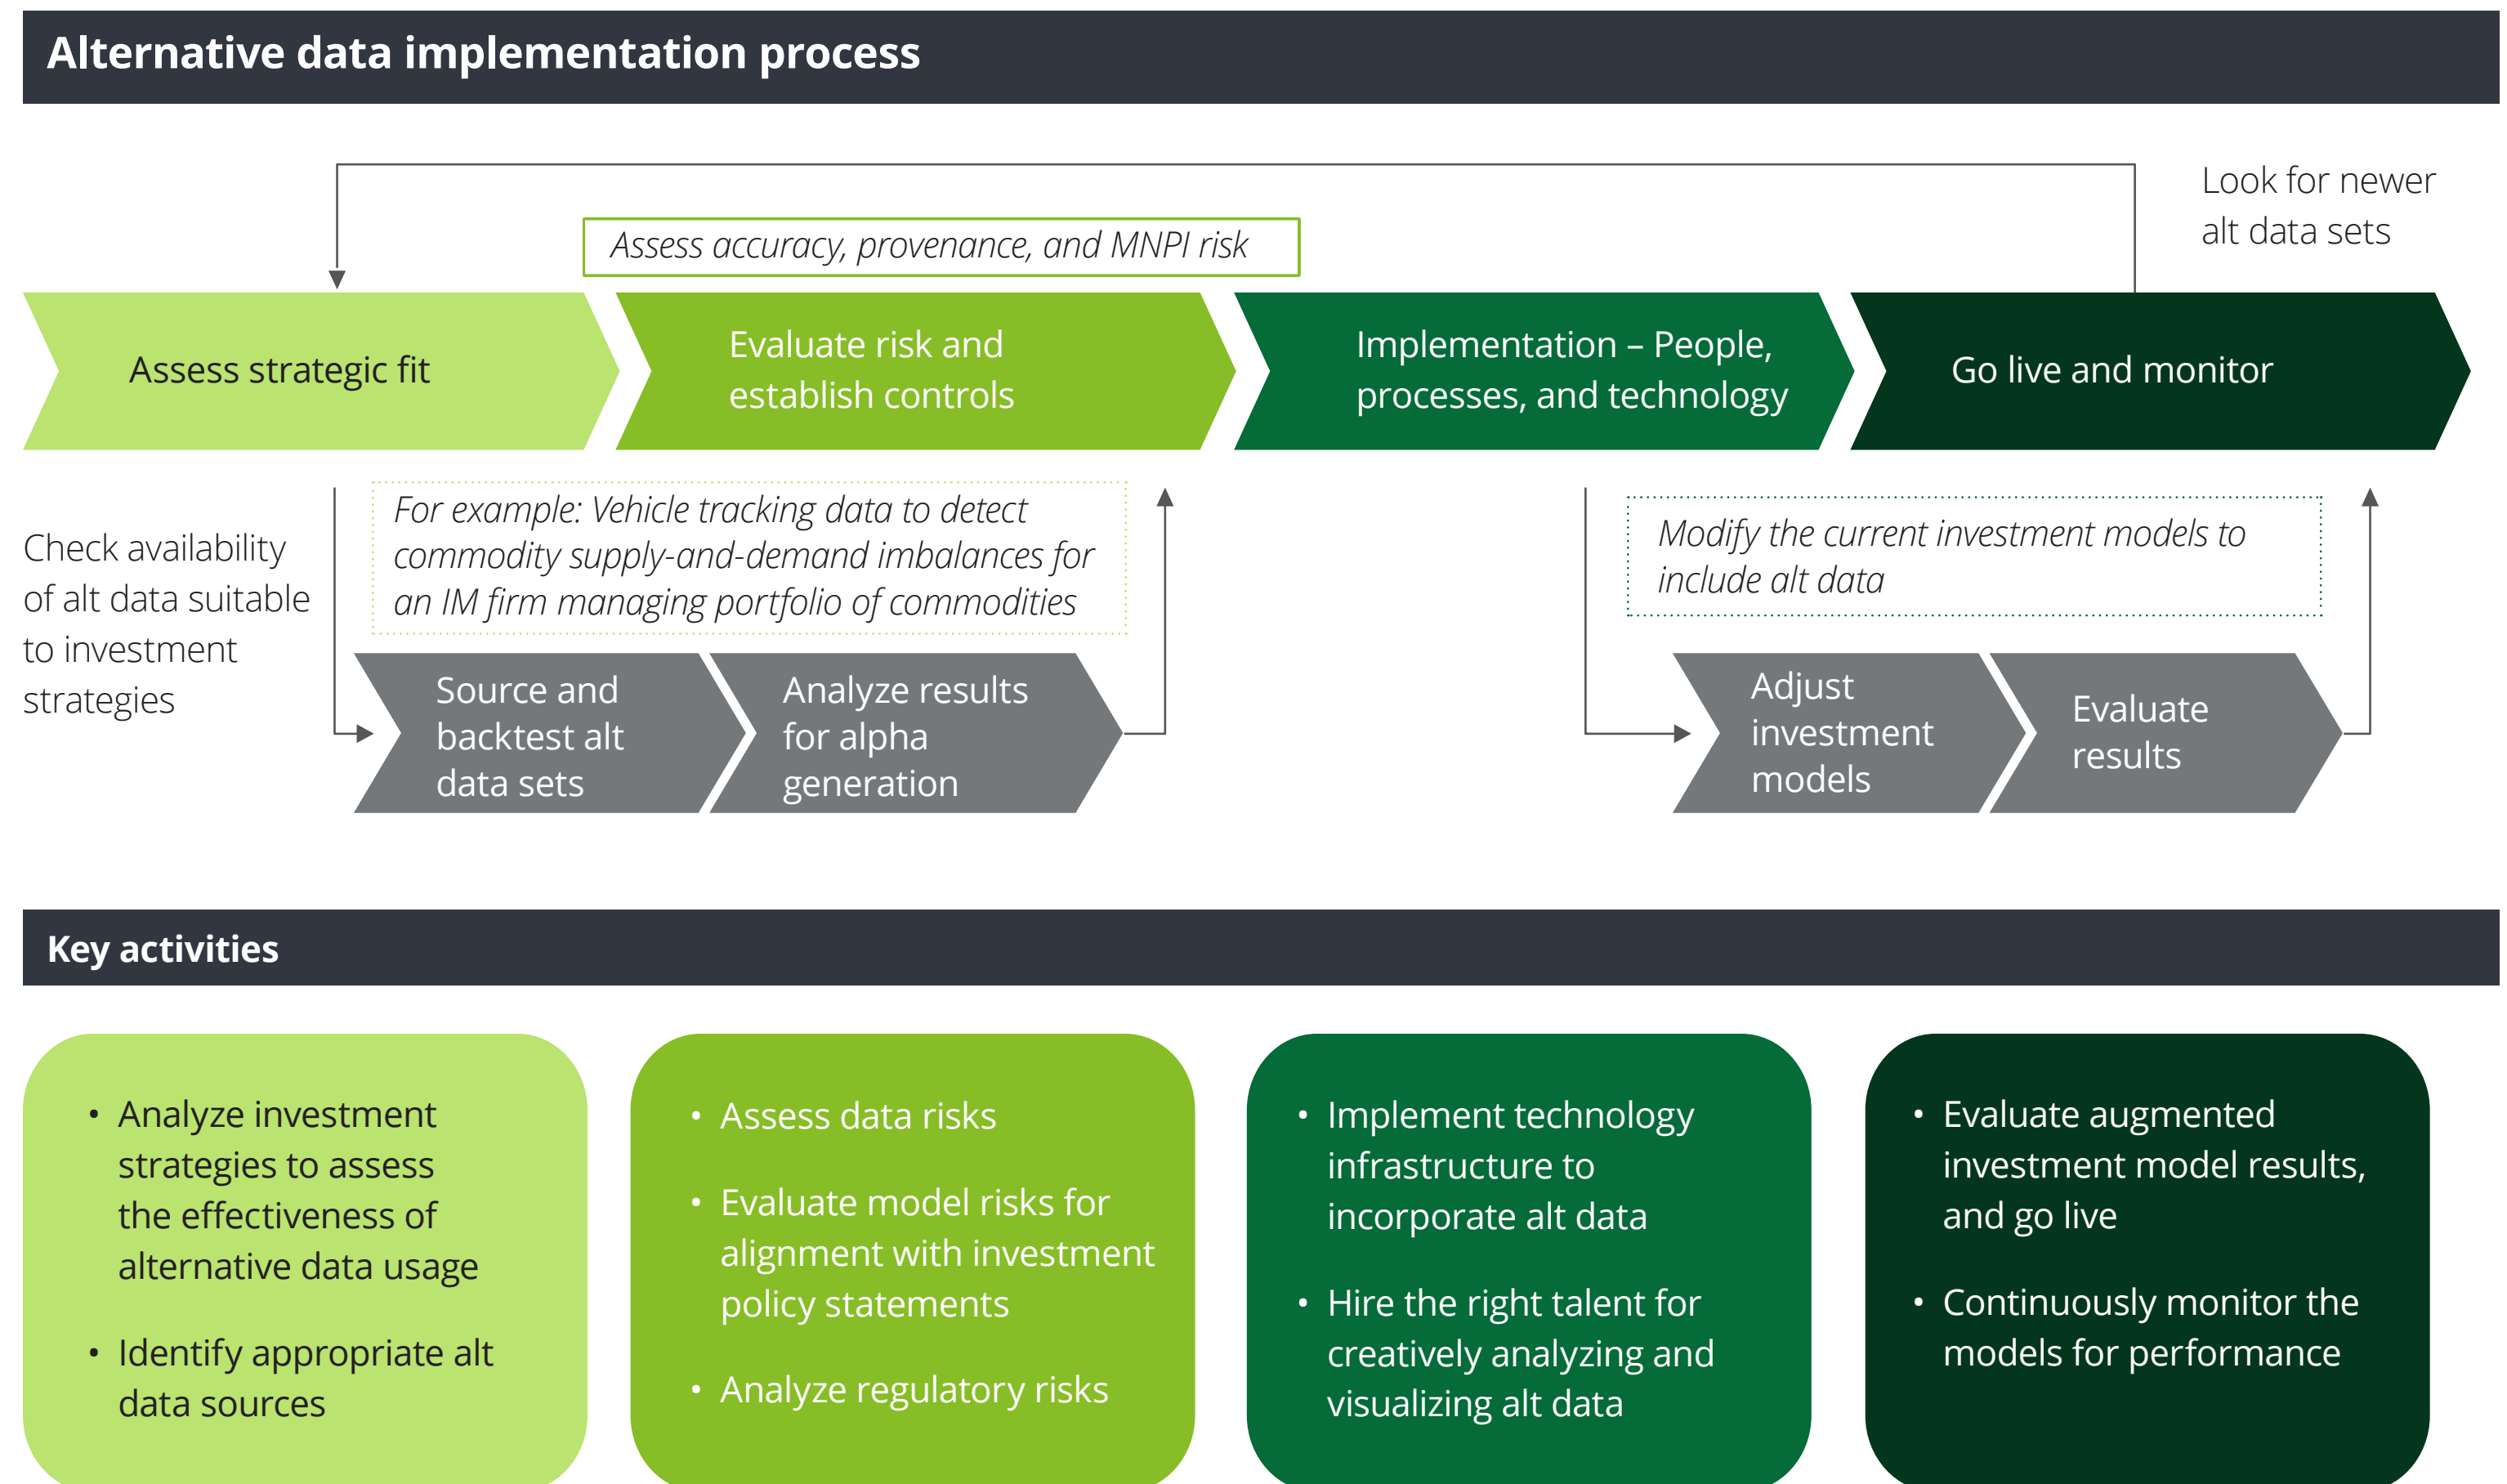 Alternative data implementation process
Look for newer
alt data sets
Assess accuracy, provenance, and MNPI risk
Assess strategic fit
Evaluate risk and
establish controls
Implementation – People,
processes, and technology
Go live and monitor
Check availability
of alt data suitable
to investment
strategies
For example: Vehicle tracking data to detect
commodity supply-and-demand imbalances for
an IM firm managing portfolio of commodities
Source and
backtest alt
data sets
Analyze results
for alpha
generation
Modify the current investment models to
include alt data
Adjust
investment
models
Evaluate
results
Key activities
• Analyze investment
strategies to assess
the effectiveness of
alternative data usage
• Identify appropriate alt
data sources
• Assess data risks
• Evaluate model risks for
alignment with investment
policy statements
• Analyze regulatory risks
• Implement technology
infrastructure to
incorporate alt data
• Hire the right talent for
creatively analyzing and
visualizing alt data
• Evaluate augmented
investment model results,
and go live
• Continuously monitor the
models for performance